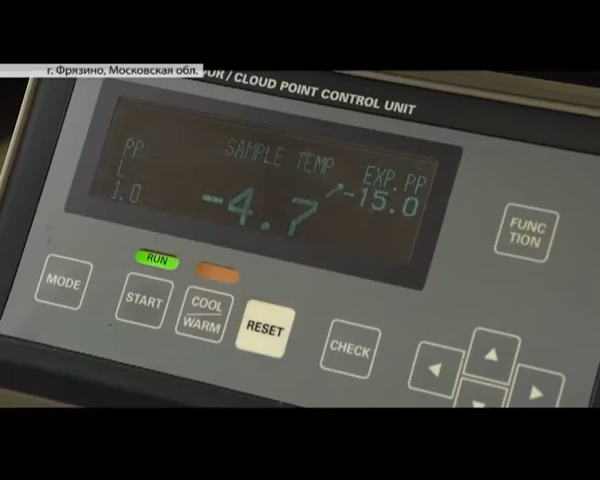 г. Фрязино, Московская обл.
/ CLOUD POINT CONTROL UNIT
PP SAMPLE TEMP EXP. PP
L
1.0 -4.7 -15.0
RUN
FUNC
TION
MODE START COOL
WARM RESET CHECK